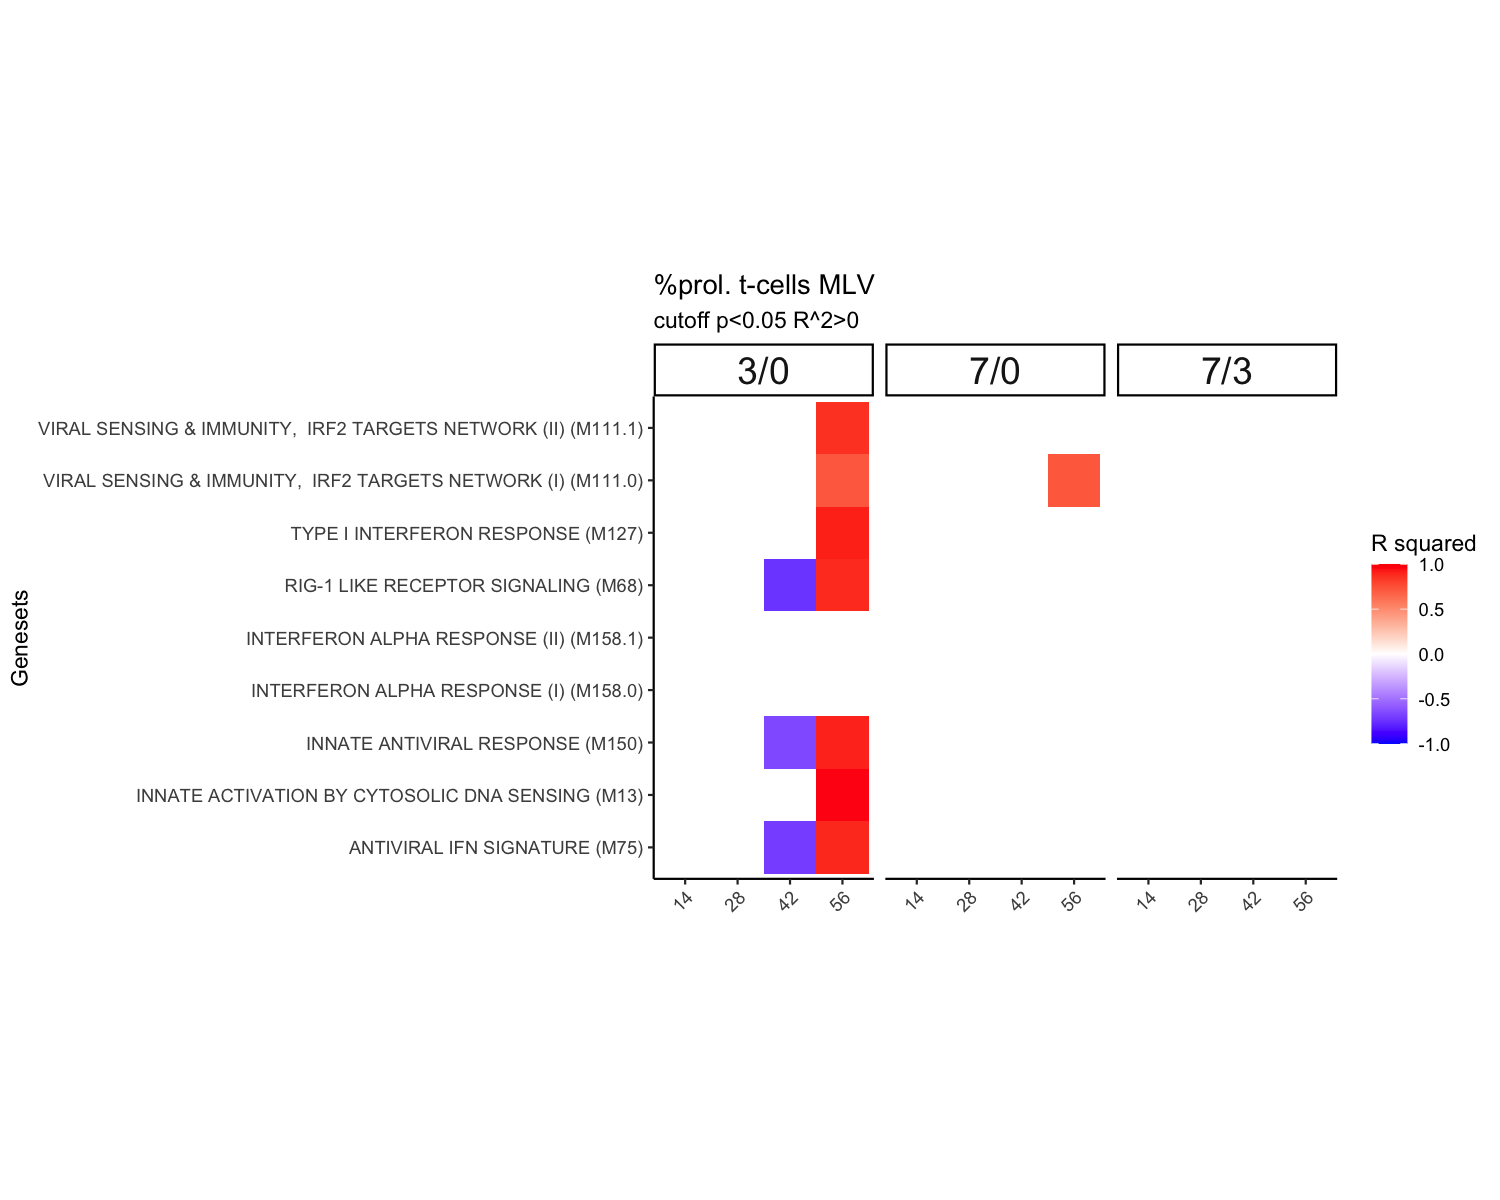 %prol. t-cells MLV
cutoff p<0.05 R^2>0
3/0 7/0 7/3
VIRAL SENSING & IMMUNITY,  IRF2 TARGETS NETWORK (II) (M111.1)
VIRAL SENSING & IMMUNITY,  IRF2 TARGETS NETWORK (I) (M111.0)
TYPE I INTERFERON RESPONSE (M127)
RIG-1 LIKE RECEPTOR SIGNALING (M68)
INTERFERON ALPHA RESPONSE (II) (M158.1)
INTERFERON ALPHA RESPONSE (I) (M158.0)
INNATE ANTIVIRAL RESPONSE (M150)
INNATE ACTIVATION BY CYTOSOLIC DNA SENSING (M13)
ANTIVIRAL IFN SIGNATURE (M75)
Genesets
14 28 42 56 14 28 42 56 14 28 42 56
R squared
1.0
0.5
0.0
-0.5
-1.0